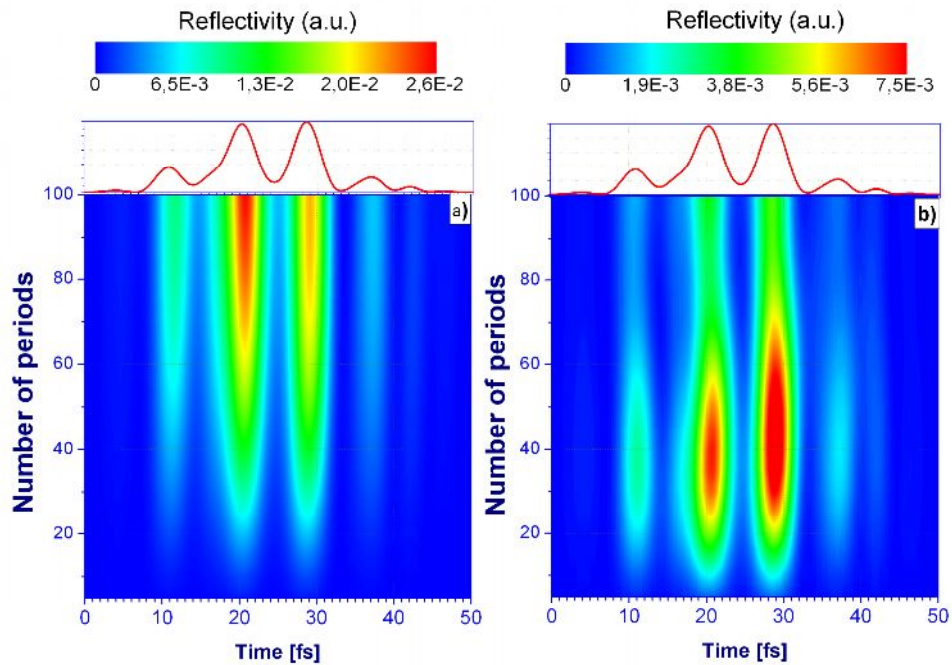 Reflectivity (a.u.)
0 6,5E-3 1,3E-2 2,0E-2 2,6E-2
a)
100
80
60
40
20
Number of periods
0 10 20 30 40 50
Time [fs]
Reflectivity (a.u.)
0 1,9E-3 3,8E-3 5,6E-3 7,5E-3
b)
100
80
60
40
20
Number of periods
0 10 20 30 40 50
Time [fs]